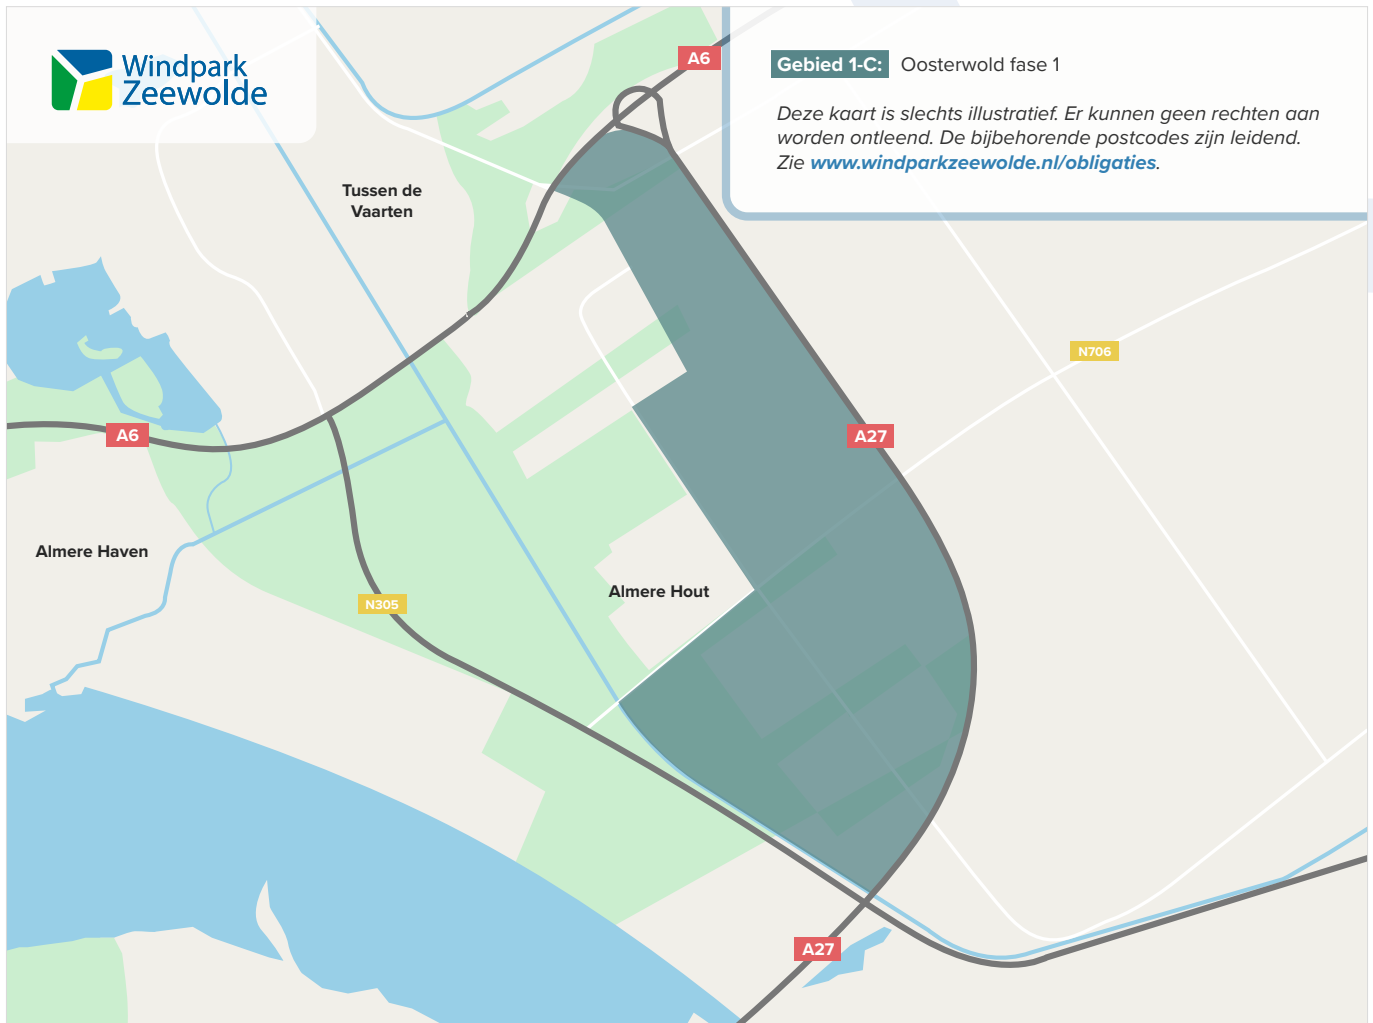 Windpark
Zeewolde
Gebied 1-C: Oosterwold fase 1
Deze kaart is slechts illustratief. Er kunnen geen rechten aan
worden ontleend. De bijbehorende postcodes zijn leidend.
Zie www.windparkzeewolde.nl/obligaties.
A6
Tussen de
Vaarten
N706
A6
A27
Almere Haven
Almere Hout
N305
A27